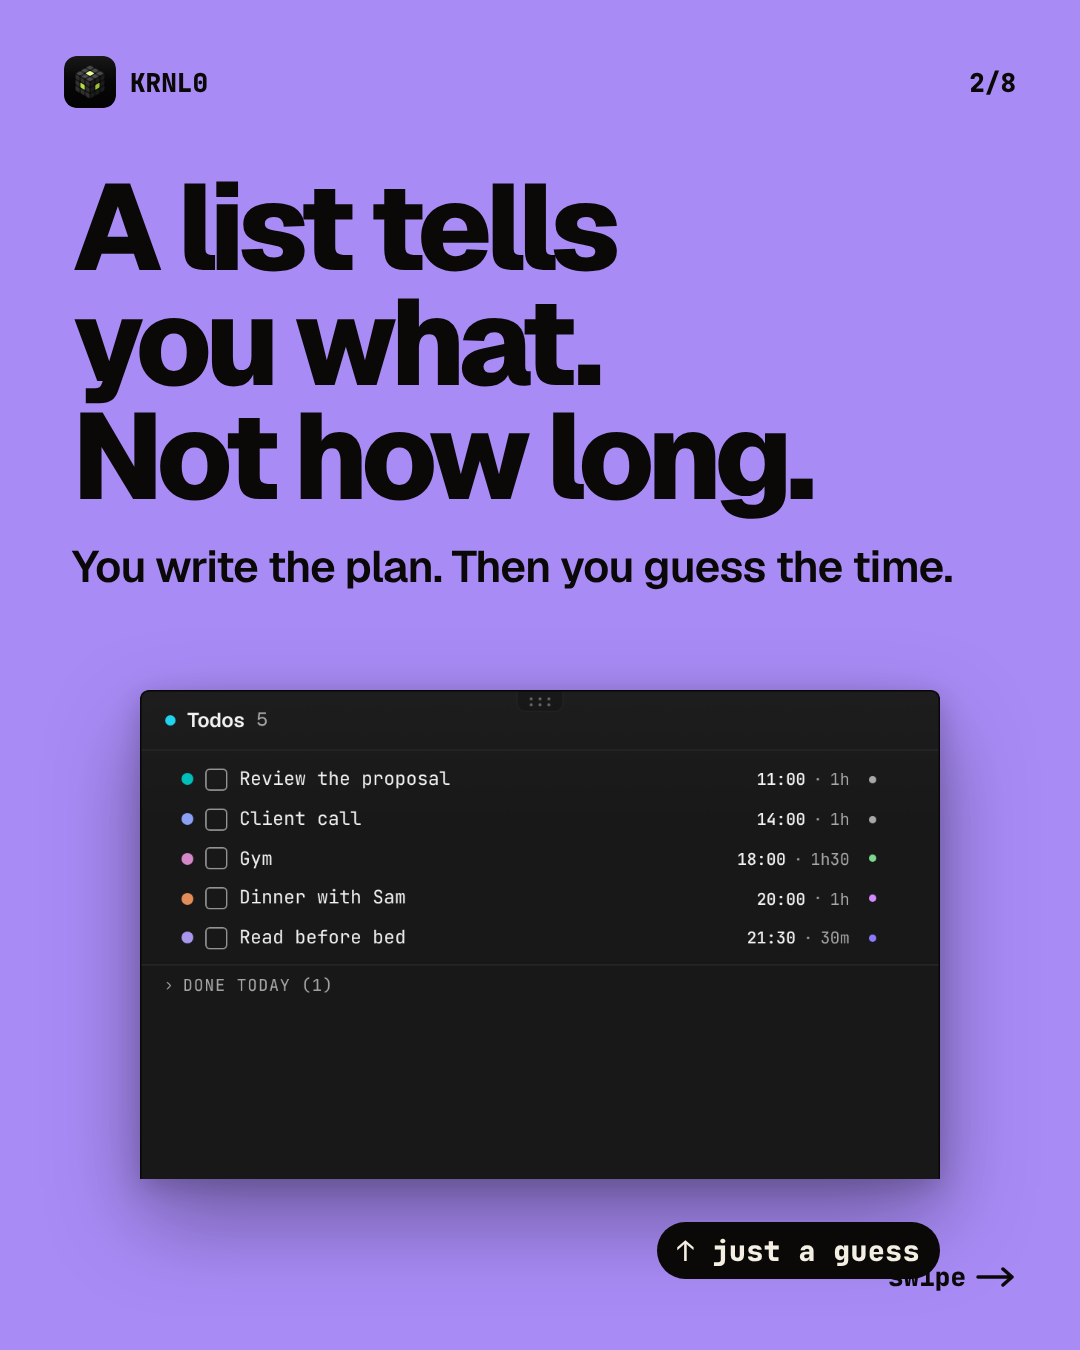 KRNL0
2/8
A list tells
you what.
Not how long.
You write the plan. Then you guess the time.
Todos 5
Review the proposal 11:00 · 1h
Client call 14:00 · 1h
Gym 18:00 · 1h30
Dinner with Sam 20:00 · 1h
Read before bed 21:30 · 30m
› DONE TODAY (1)
↑ just a guess
swipe →